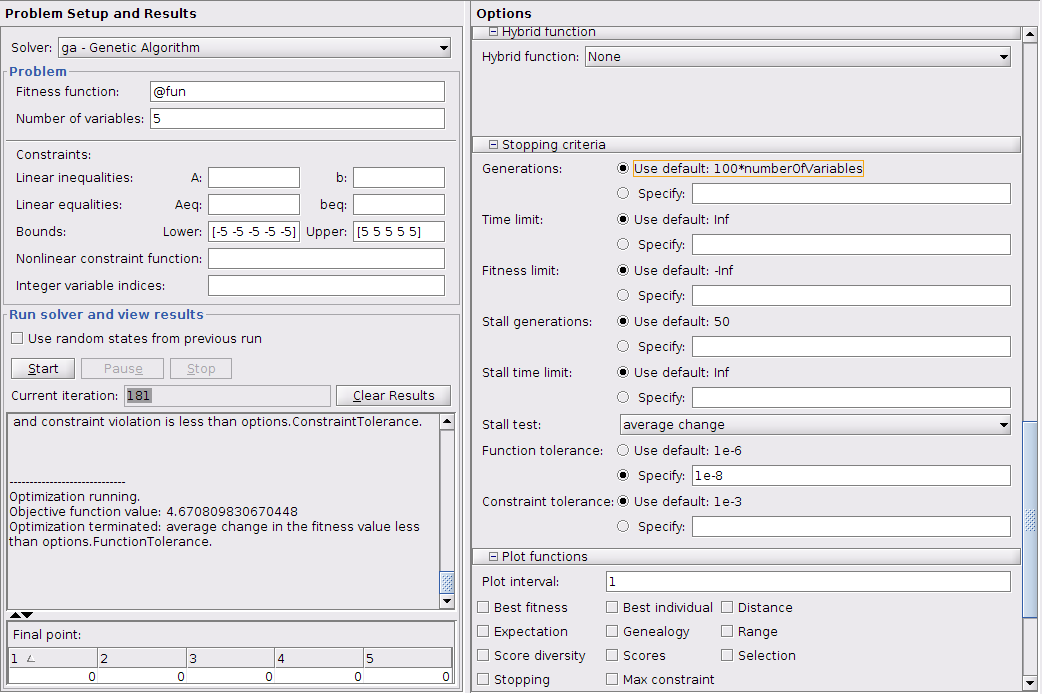 Problem Setup and Results
Solver: ga - Genetic Algorithm
Problem
Fitness function: @fun
Number of variables: 5
Constraints:
Linear inequalities: A: b:
Linear equalities: Aeq: beq:
Bounds: Lower: [-5 -5 -5 -5 -5] Upper: [5 5 5 5 5]
Nonlinear constraint function:
Integer variable indices:
Run solver and view results
Use random states from previous run
Start Pause Stop
Current iteration: 181 Clear Results
and constraint violation is less than options.ConstraintTolerance.
-----------------------------
Optimization running.
Objective function value: 4.670809830670448
Optimization terminated: average change in the fitness value less
than options.FunctionTolerance.
Final point:
1 2 3 4 5
0 0 0 0 0
Options
Hybrid function
Hybrid function: None
Stopping criteria
Generations: Use default: 100*numberOfVariables
Specify:
Time limit: Use default: Inf
Specify:
Fitness limit: Use default: -Inf
Specify:
Stall generations: Use default: 50
Specify:
Stall time limit: Use default: Inf
Specify:
Stall test: average change
Function tolerance: Use default: 1e-6
Specify: 1e-8
Constraint tolerance: Use default: 1e-3
Specify:
Plot functions
Plot interval: 1
Best fitness Best individual Distance
Expectation Genealogy Range
Score diversity Scores Selection
Stopping Max constraint